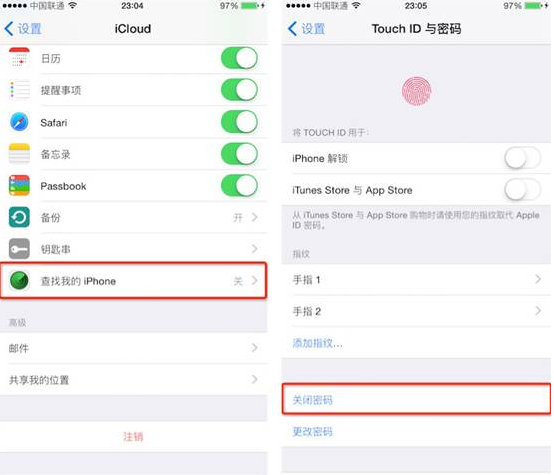 中国联通 23:04 97%
设置 iCloud
日历
提醒事项
Safari
备忘录
Passbook
备份 开
钥匙串
查找我的 iPhone 关
高级
邮件
共享我的位置
注销
中国联通 23:05 97%
设置 Touch ID 与密码
将 TOUCH ID 用于:
iPhone 解锁
iTunes Store 与 App Store
从 iTunes Store 与 App Store 购物时请使用您的指纹取代 Apple
ID 密码。
指纹
手指 1
手指 2
添加指纹...
关闭密码
更改密码